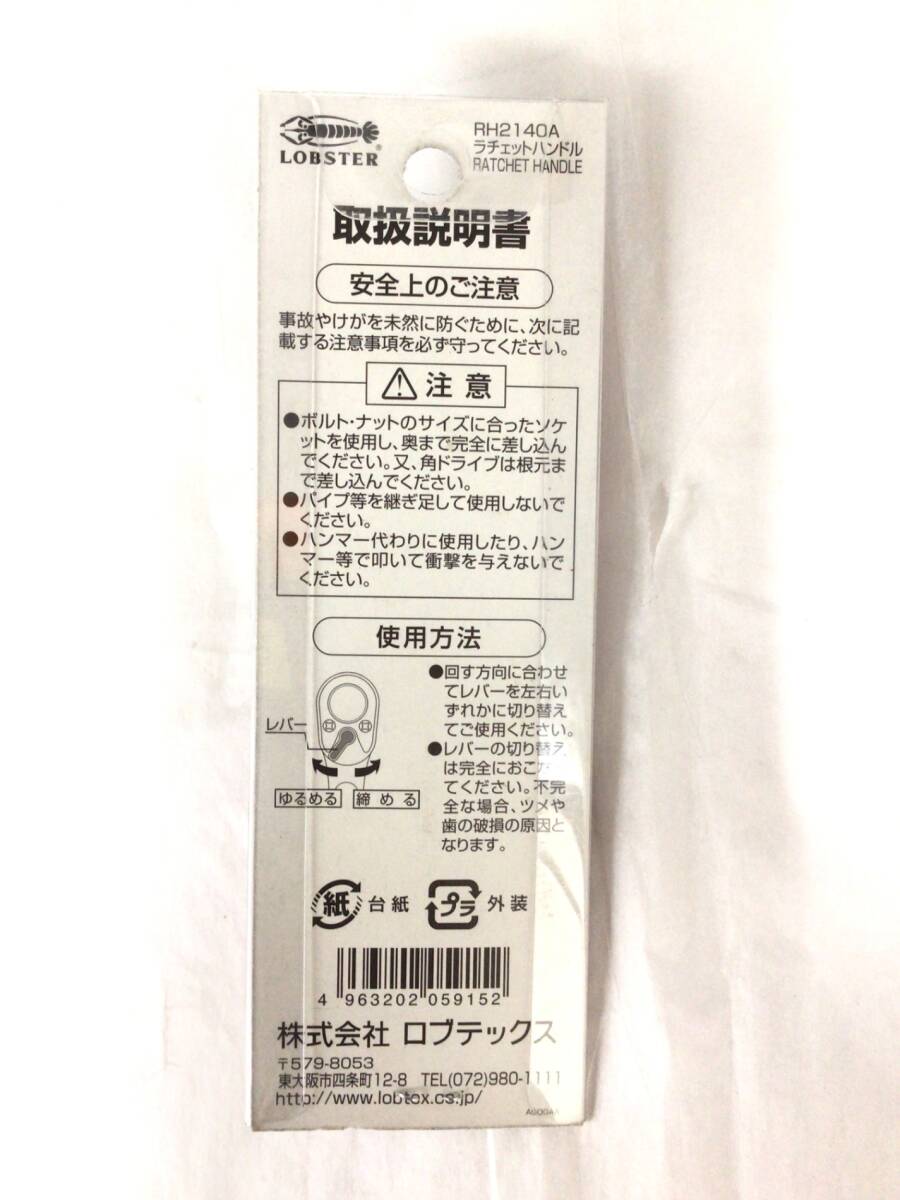 LOBSTER
RH2140A
ラチェットハンドル
RATCHET HANDLE
取扱説明書
安全上のご注意
事故やけがを未然に防ぐために、次に記
載する注意事項を必ず守ってください。
注意
●ボルト・ナットのサイズに合ったソケ
ットを使用し、奥まで完全に差し込ん
でください。又、角ドライブは根元ま
で差し込んでください。
●パイプ等を継ぎ足して使用しないで
ください。
●ハンマー代わりに使用したり、ハン
マー等で叩いて衝撃を与えないで
ください。
使用方法
レバー
ゆるめる 締める
●回す方向に合わせ
てレバーを左右い
ずれかに切り替え
てご使用ください。
●レバーの切り替え
は完全におこ
てください。不完
全な場合、ツメや
歯の破損の原因と
なります。
紙 台紙 プラ 外装
4 963202 059152
株式会社 ロブテックス
〒579-8053
東大阪市四条町12-8 TEL(072)980-1111
http://www.lobtex.co.jp/